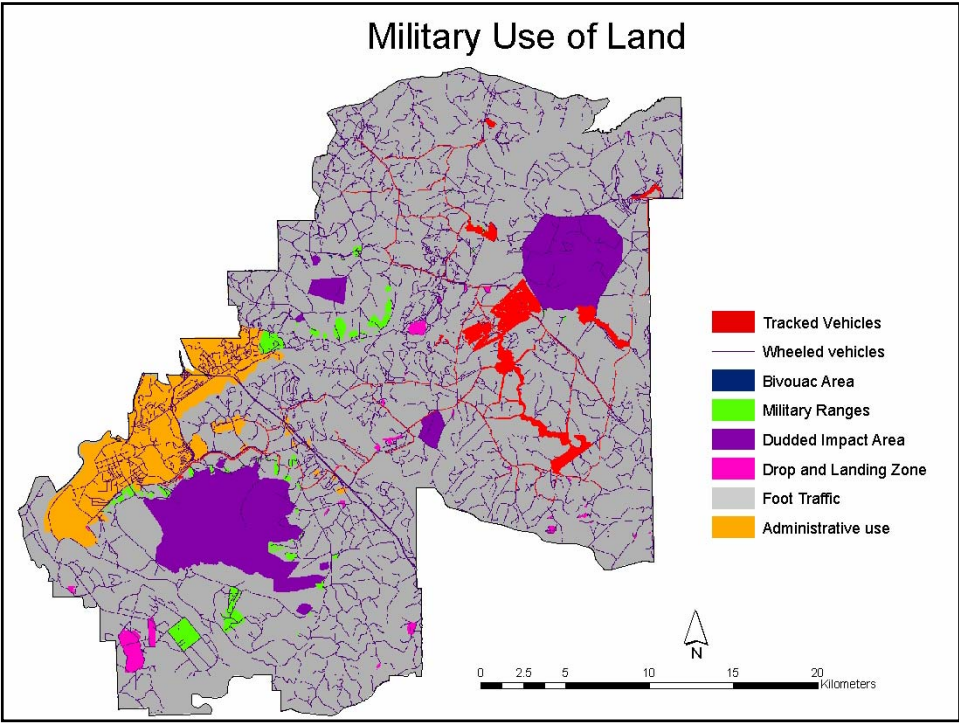 Military Use of Land
Tracked Vehicles
Wheeled vehicles
Bivouac Area
Military Ranges
Dudded Impact Area
Drop and Landing Zone
Foot Traffic
Administrative use
N
0 2.5 5 10 15 20
Kilometers